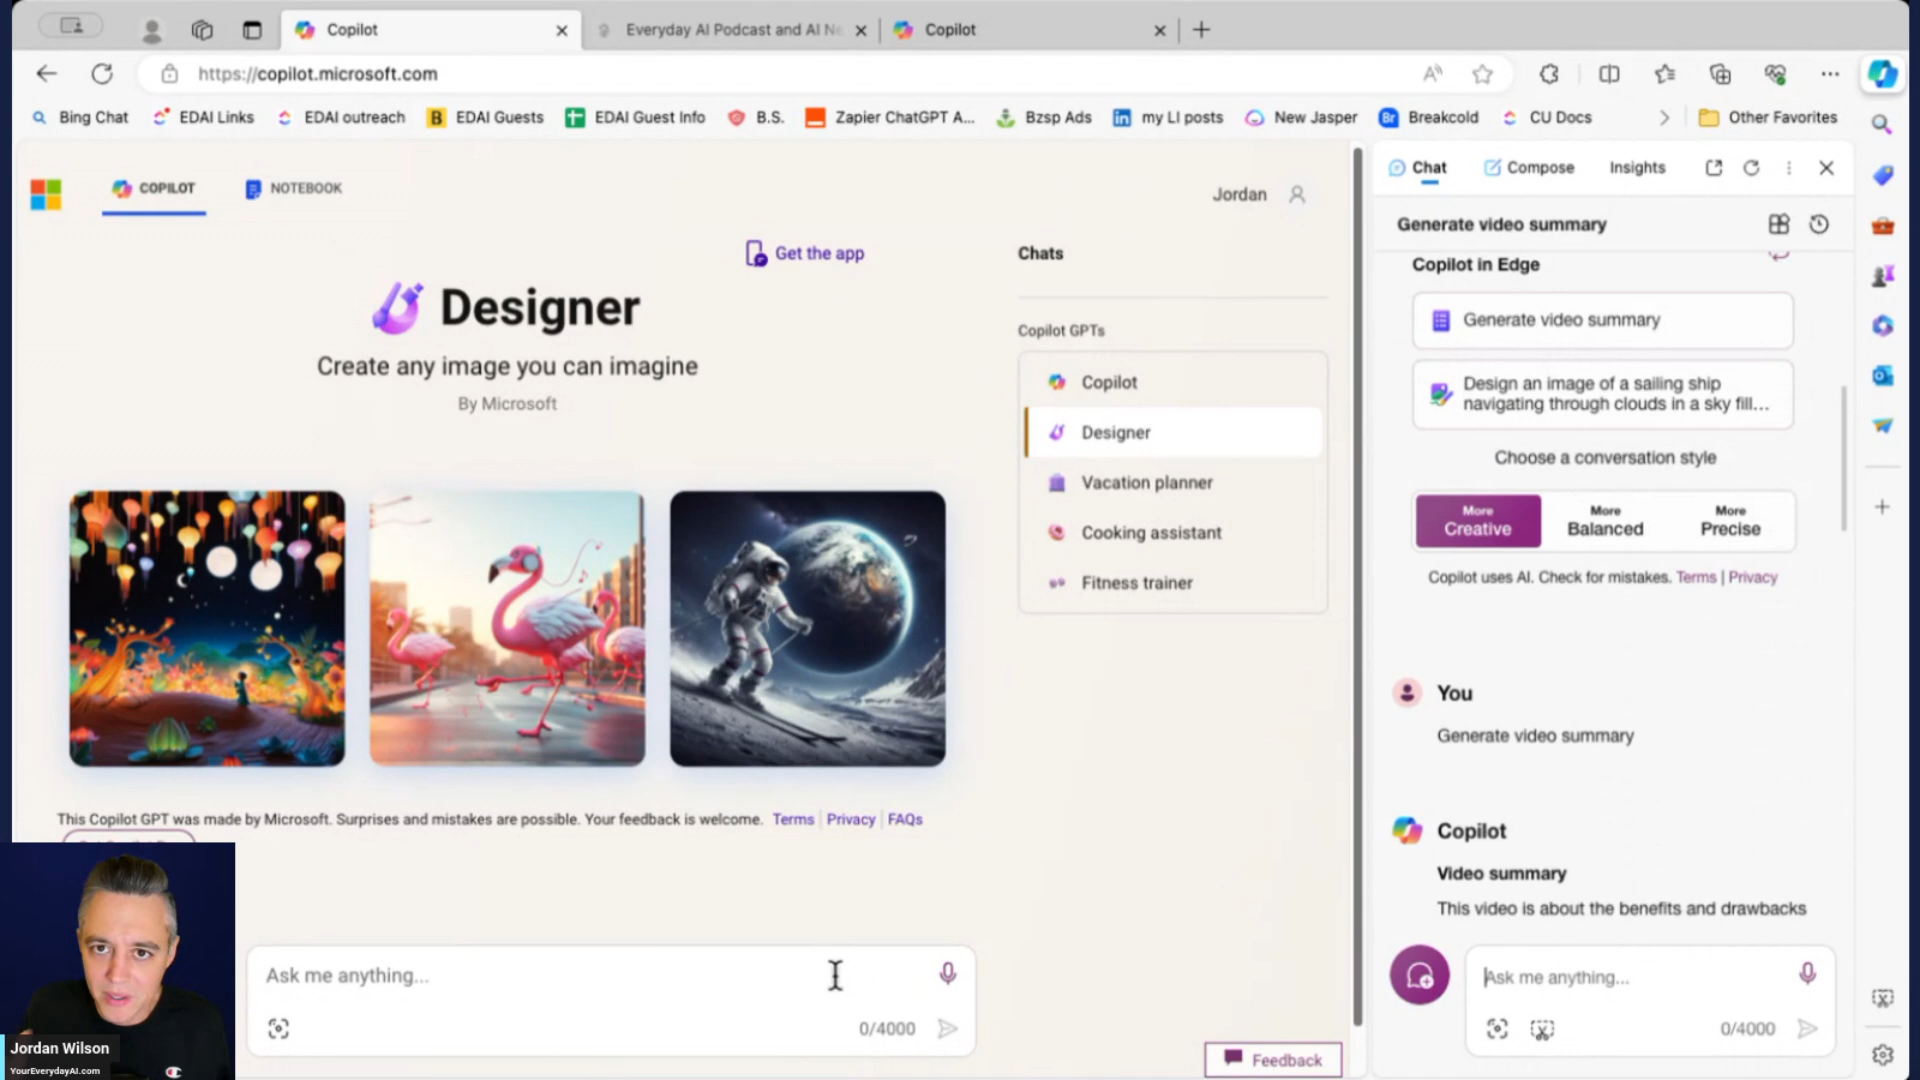 Copilot
Everyday AI Podcast and AI Ne
Copilot
https://copilot.microsoft.com
Bing Chat
EDAI Links
EDAI outreach
EDAI Guests
EDAI Guest Info
B.S.
Zapier ChatGPT A...
Bzsp Ads
my LI posts
New Jasper
Breakcold
CU Docs
Other Favorites
COPILOT
NOTEBOOK
Jordan
Get the app
Designer
Create any image you can imagine
By Microsoft
This Copilot GPT was made by Microsoft. Surprises and mistakes are possible. Your feedback is welcome. Terms | Privacy | FAQs
Ask me anything...
0/4000
Feedback
Chats
Copilot GPTs
Copilot
Designer
Vacation planner
Cooking assistant
Fitness trainer
Chat
Compose
Insights
Generate video summary
Copilot in Edge
Generate video summary
Design an image of a sailing ship
navigating through clouds in a sky fill...
Choose a conversation style
More
Creative
More
Balanced
More
Precise
Copilot uses AI. Check for mistakes. Terms | Privacy
You
Generate video summary
Copilot
Video summary
This video is about the benefits and drawbacks
Ask me anything...
0/4000
Jordan Wilson
YourEverydayAI.com